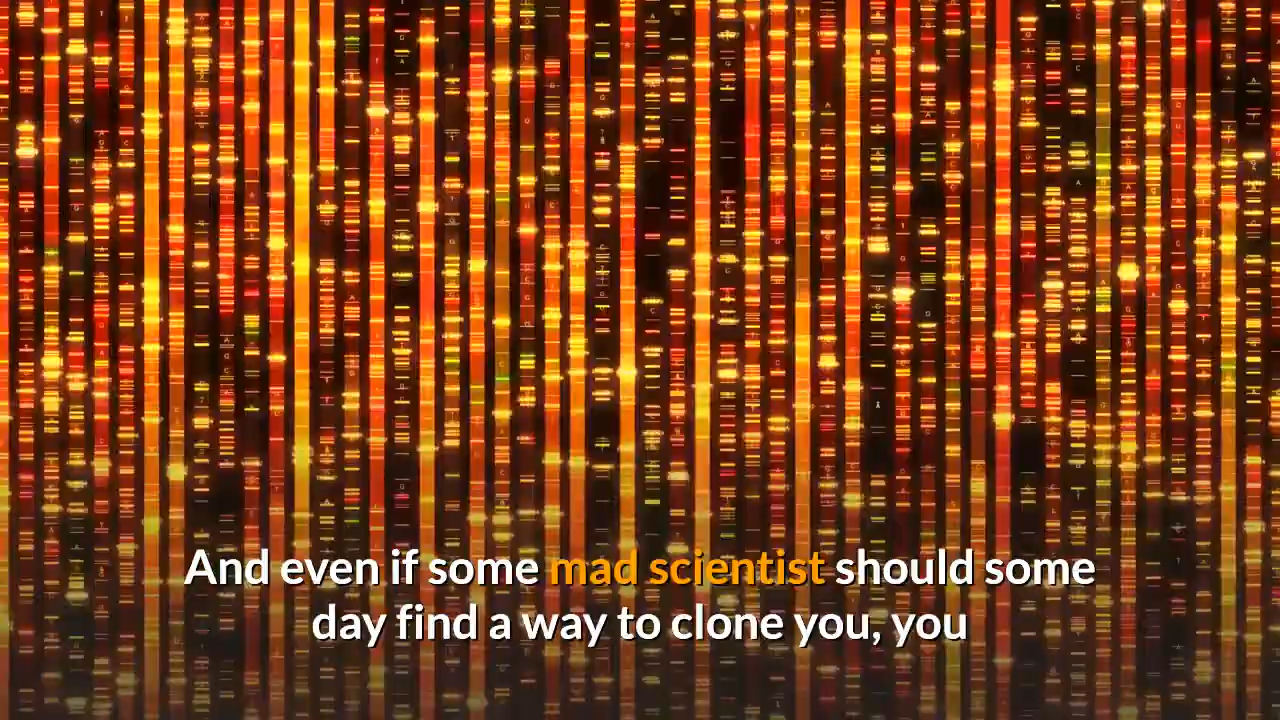 And even if some mad scientist should some
day find a way to clone you, you